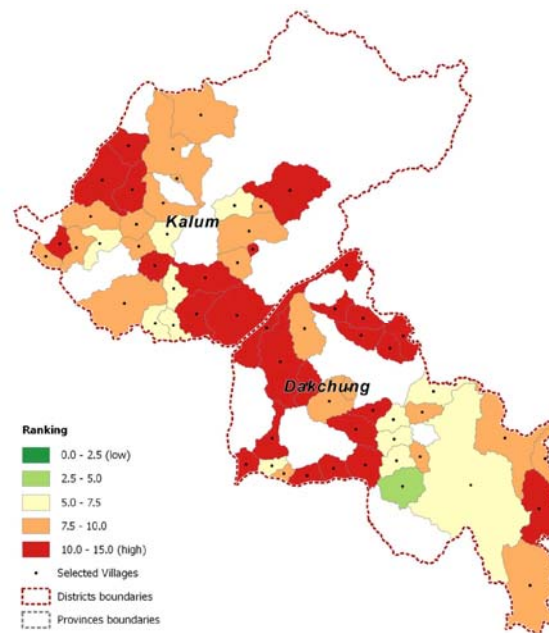 Kalum
Dakchung
Ranking
0.0 - 2.5 (low)
2.5 - 5.0
5.0 - 7.5
7.5 - 10.0
10.0 - 15.0 (high)
Selected Villages
Districts boundaries
Provinces boundaries